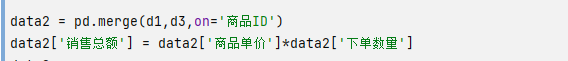 data2 = pd.merge(d1,d3,on='商品ID')
data2['销售总额'] = data2['商品单价']*data2['下单数量']